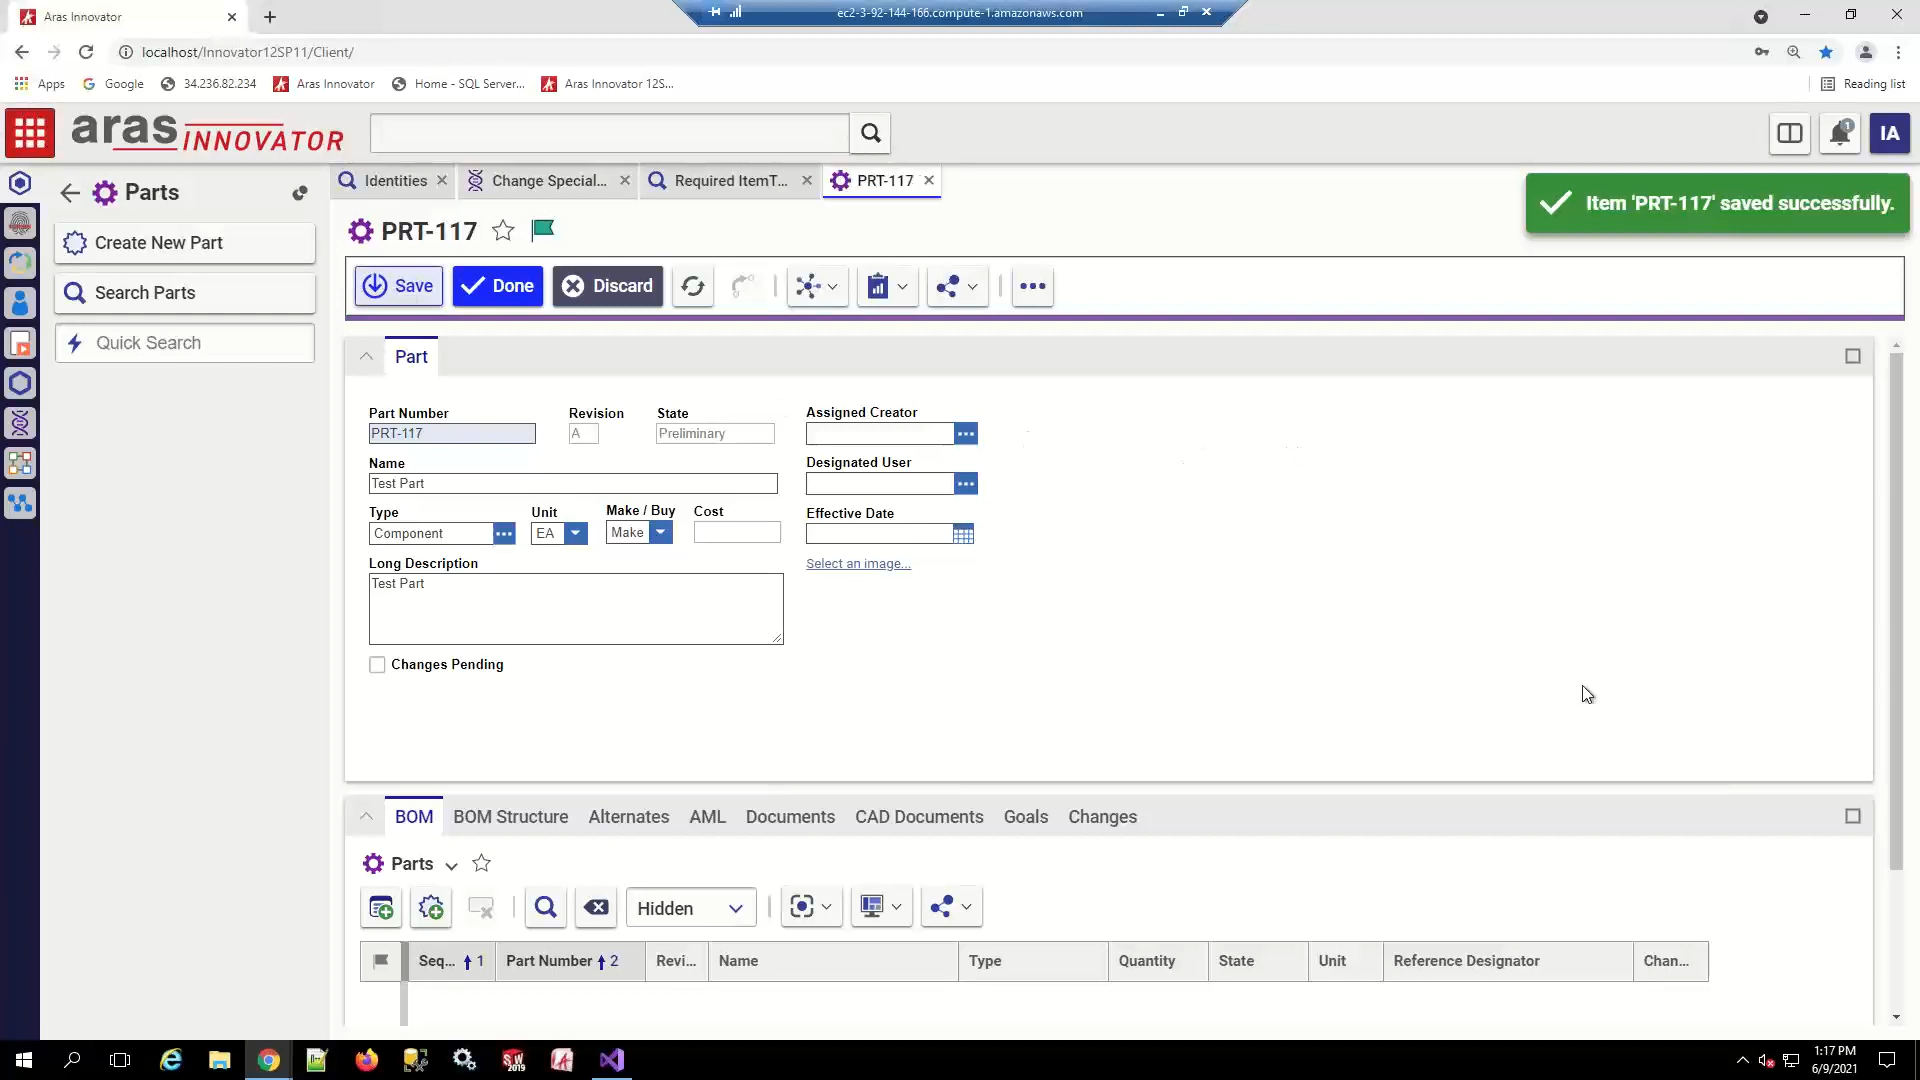 Aras Innovator
ec2-3-92-144-166.compute-1.amazonaws.com
localhost/Innovator12SP11/Client/
Apps
Google
34.236.82.234
Aras Innovator
Home - SQL Server...
Aras Innovator 12S...
Reading list
aras INNOVATOR
1
IA
Parts
Create New Part
Search Parts
Quick Search
Identities
Change Special...
Required ItemT...
PRT-117
Item 'PRT-117' saved successfully.
PRT-117
Save
Done
Discard
Part
Part Number
Revision
State
Assigned Creator
PRT-117
A
Preliminary
Name
Designated User
Test Part
Type
Unit
Make / Buy
Cost
Effective Date
Component
EA
Make
Long Description
Select an image...
Test Part
Changes Pending
BOM
BOM Structure
Alternates
AML
Documents
CAD Documents
Goals
Changes
Parts
Hidden
Seq... 1
Part Number 2
Revi...
Name
Type
Quantity
State
Unit
Reference Designator
Chan...
SW
2019
1:17 PM
6/9/2021